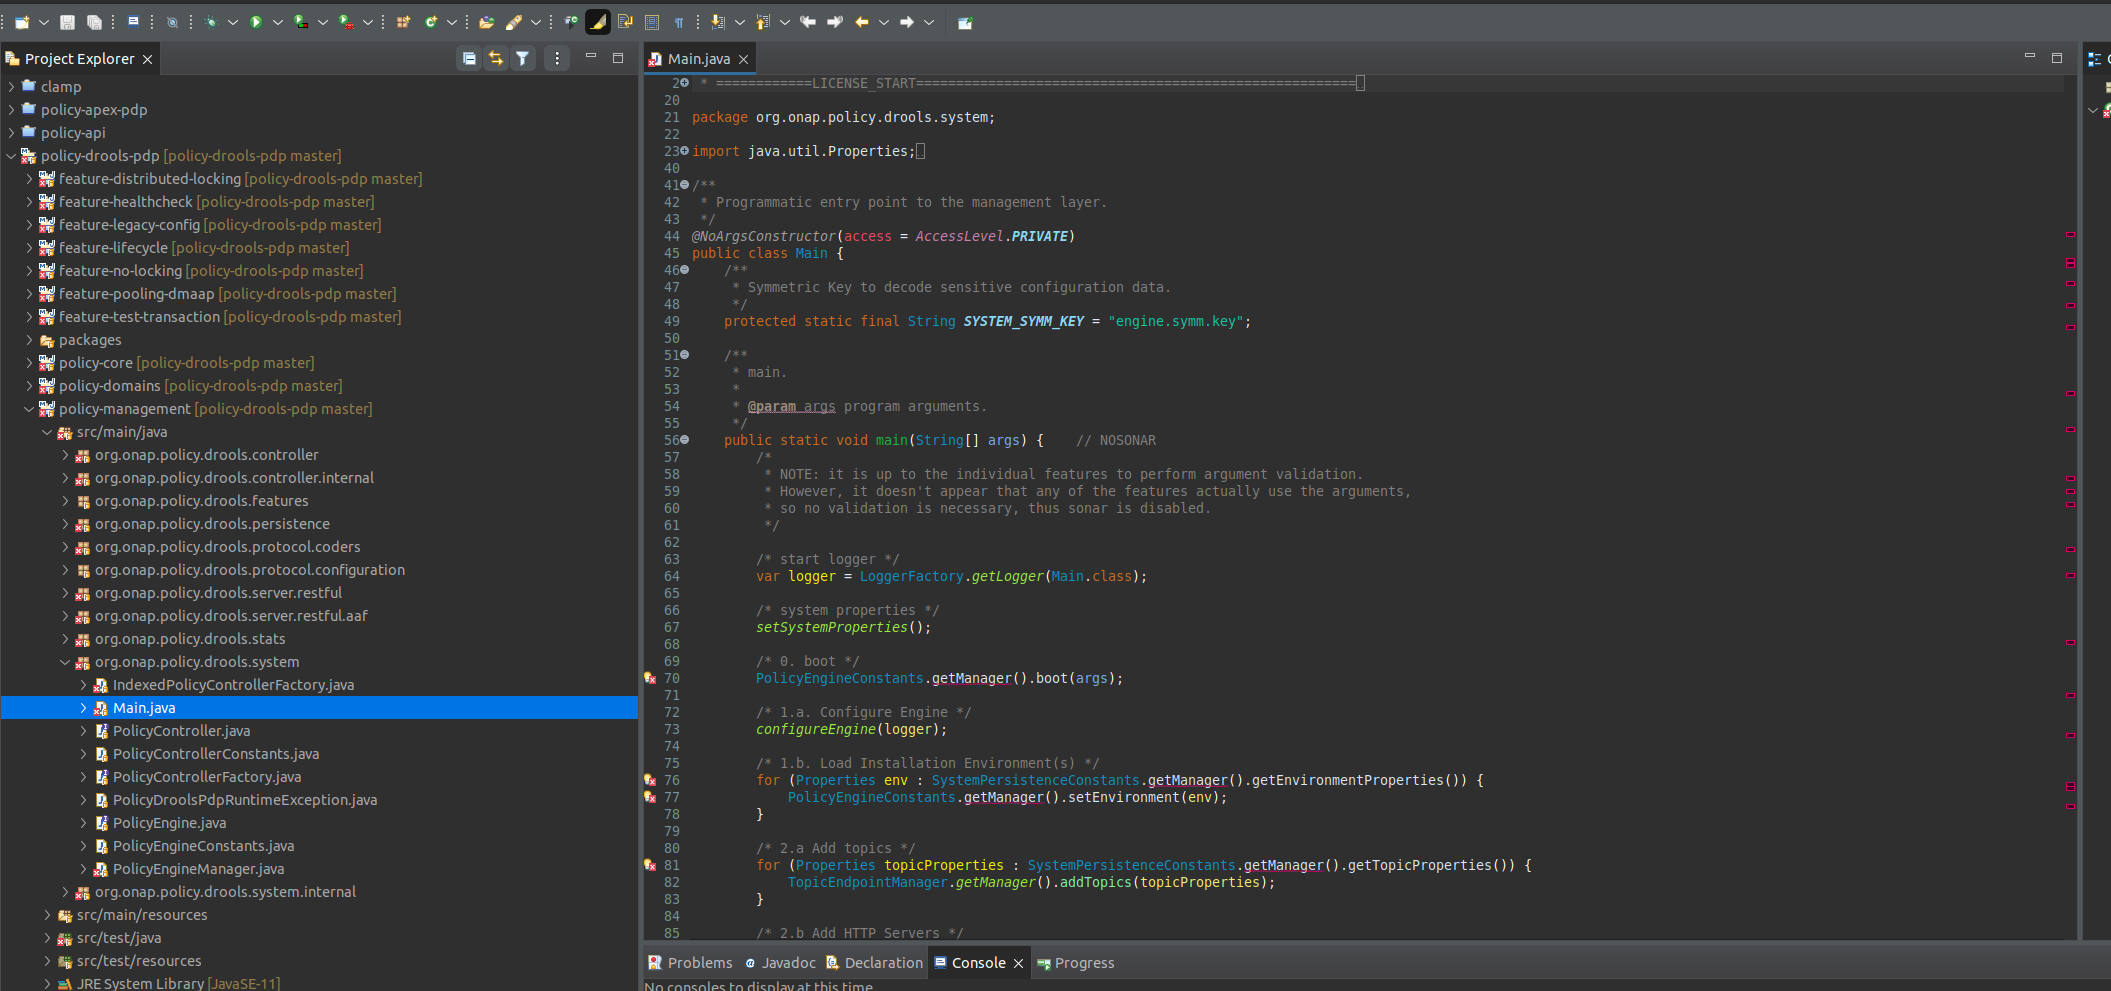 Project Explorer
clamp
policy-apex-pdp
policy-api
policy-drools-pdp [policy-drools-pdp master]
feature-distributed-locking [policy-drools-pdp master]
feature-healthcheck [policy-drools-pdp master]
feature-legacy-config [policy-drools-pdp master]
feature-lifecycle [policy-drools-pdp master]
feature-no-locking [policy-drools-pdp master]
feature-pooling-dmaap [policy-drools-pdp master]
feature-test-transaction [policy-drools-pdp master]
packages
policy-core [policy-drools-pdp master]
policy-domains [policy-drools-pdp master]
policy-management [policy-drools-pdp master]
src/main/java
org.onap.policy.drools.controller
org.onap.policy.drools.controller.internal
org.onap.policy.drools.features
org.onap.policy.drools.persistence
org.onap.policy.drools.protocol.coders
org.onap.policy.drools.protocol.configuration
org.onap.policy.drools.server.restful
org.onap.policy.drools.server.restful.aaf
org.onap.policy.drools.stats
org.onap.policy.drools.system
IndexedPolicyControllerFactory.java
Main.java
PolicyController.java
PolicyControllerConstants.java
PolicyControllerFactory.java
PolicyDroolsPdpRuntimeException.java
PolicyEngine.java
PolicyEngineConstants.java
PolicyEngineManager.java
org.onap.policy.drools.system.internal
src/main/resources
src/test/java
src/test/resources
JRE System Library [JavaSE-11]
Main.java
2 * ============LICENSE_START=======================================================
20
21 package org.onap.policy.drools.system;
22
23 import java.util.Properties;
40
41 /**
42 * Programmatic entry point to the management layer.
43 */
44 @NoArgsConstructor(access = AccessLevel.PRIVATE)
45 public class Main {
46 /**
47 * Symmetric Key to decode sensitive configuration data.
48 */
49 protected static final String SYSTEM_SYMM_KEY = "engine.symm.key";
50
51 /**
52 * main.
53 *
54 * @param args program arguments.
55 */
56 public static void main(String[] args) { // NOSONAR
57 /*
58 * NOTE: it is up to the individual features to perform argument validation.
59 * However, it doesn't appear that any of the features actually use the arguments,
60 * so no validation is necessary, thus sonar is disabled.
61 */
62
63 /* start logger */
64 var logger = LoggerFactory.getLogger(Main.class);
65
66 /* system properties */
67 setSystemProperties();
68
69 /* 0. boot */
70 PolicyEngineConstants.getManager().boot(args);
71
72 /* 1.a. Configure Engine */
73 configureEngine(logger);
74
75 /* 1.b. Load Installation Environment(s) */
76 for (Properties env : SystemPersistenceConstants.getManager().getEnvironmentProperties()) {
77 PolicyEngineConstants.getManager().setEnvironment(env);
78 }
79
80 /* 2.a Add topics */
81 for (Properties topicProperties : SystemPersistenceConstants.getManager().getTopicProperties()) {
82 TopicEndpointManager.getManager().addTopics(topicProperties);
83 }
84
85 /* 2.b Add HTTP Servers */
Problems Javadoc Declaration Console Progress
No consoles to display at this time